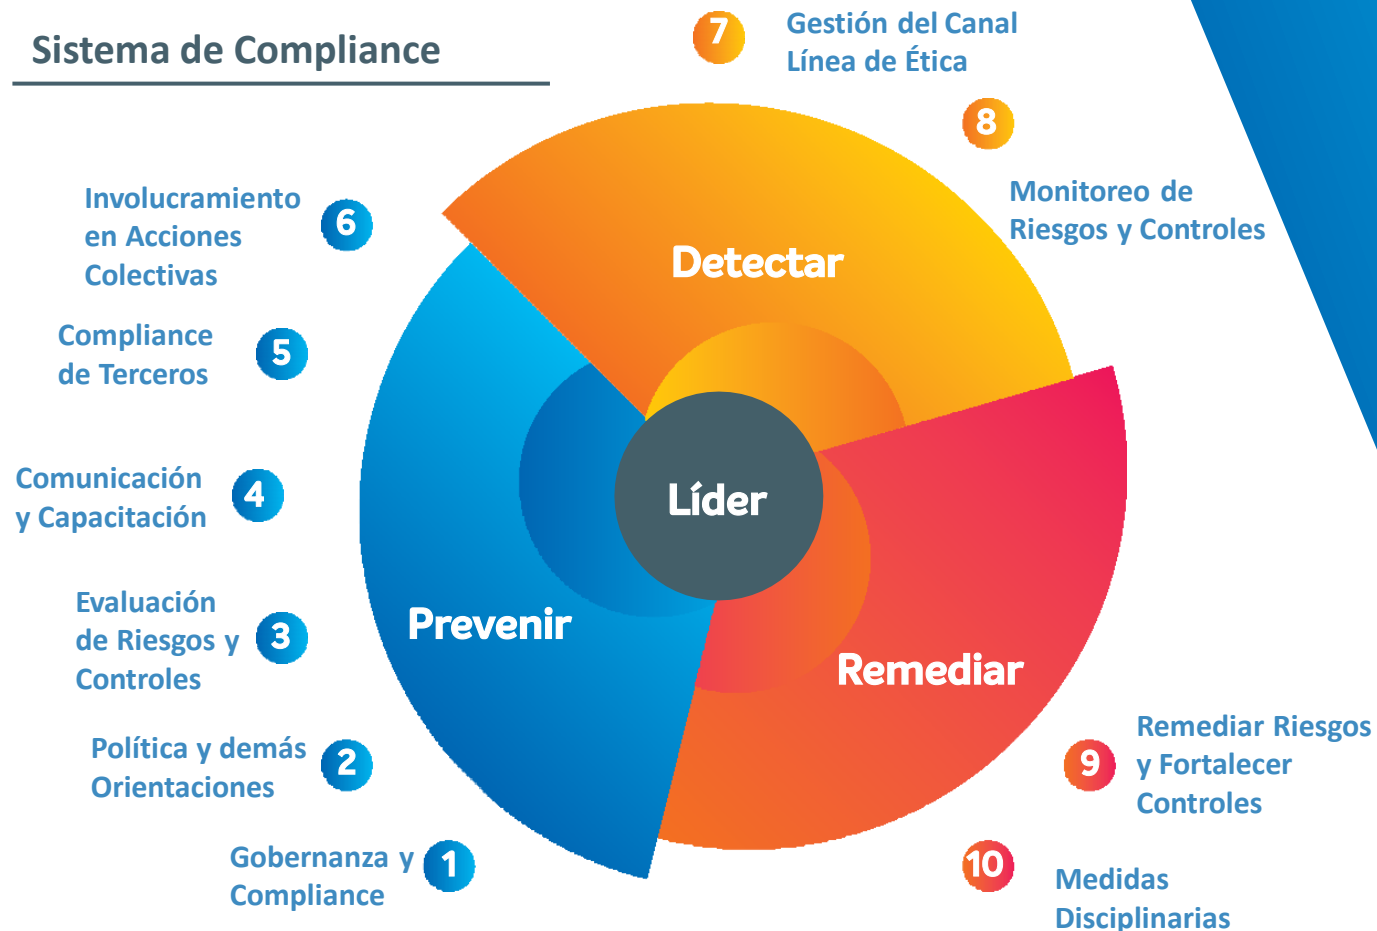 Sistema de Compliance
7
Gestión del Canal
Línea de Ética
8
Monitoreo de
Riesgos y Controles
Involucramiento
en Acciones
Colectivas
6
Compliance
de Terceros
5
Comunicación
y Capacitación
4
Evaluación
de Riesgos y
Controles
3
Política y demás
Orientaciones
2
Gobernanza y
Compliance
1
Detectar
Líder
Prevenir
Remediar
Remediar Riesgos
y Fortalecer
Controles
9
10
Medidas
Disciplinarias